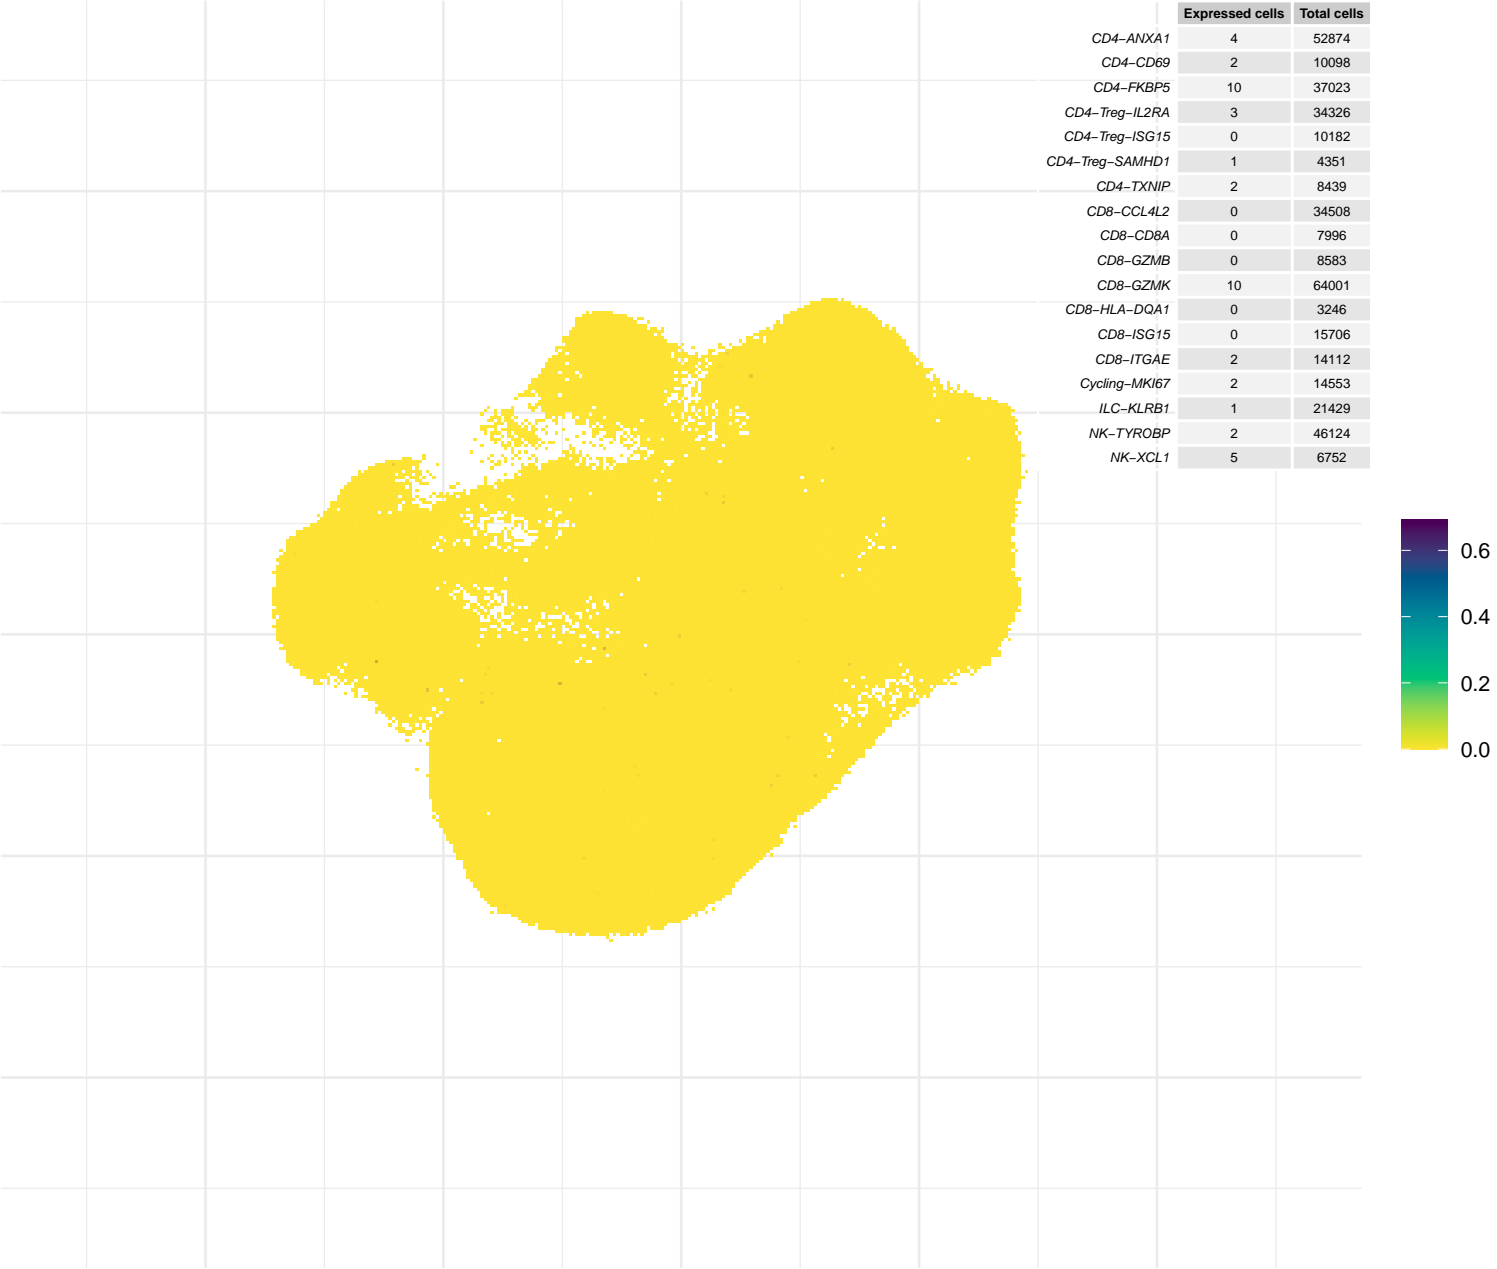 Expressed cells Total cells
CD4−ANXA1 4 52874
CD4−CD69 2 10098
CD4−FKBP5 10 37023
CD4−Treg−IL2RA 3 34326
CD4−Treg−ISG15 0 10182
CD4−Treg−SAMHD1 1 4351
CD4−TXNIP 2 8439
CD8−CCL4L2 0 34508
CD8−CD8A 0 7996
CD8−GZMB 0 8583
CD8−GZMK 10 64001
CD8−HLA−DQA1 0 3246
CD8−ISG15 0 15706
CD8−ITGAE 2 14112
Cycling−MKI67 2 14553
ILC−KLRB1 1 21429
NK−TYROBP 2 46124
NK−XCL1 5 6752
0.6
0.4
0.2
0.0